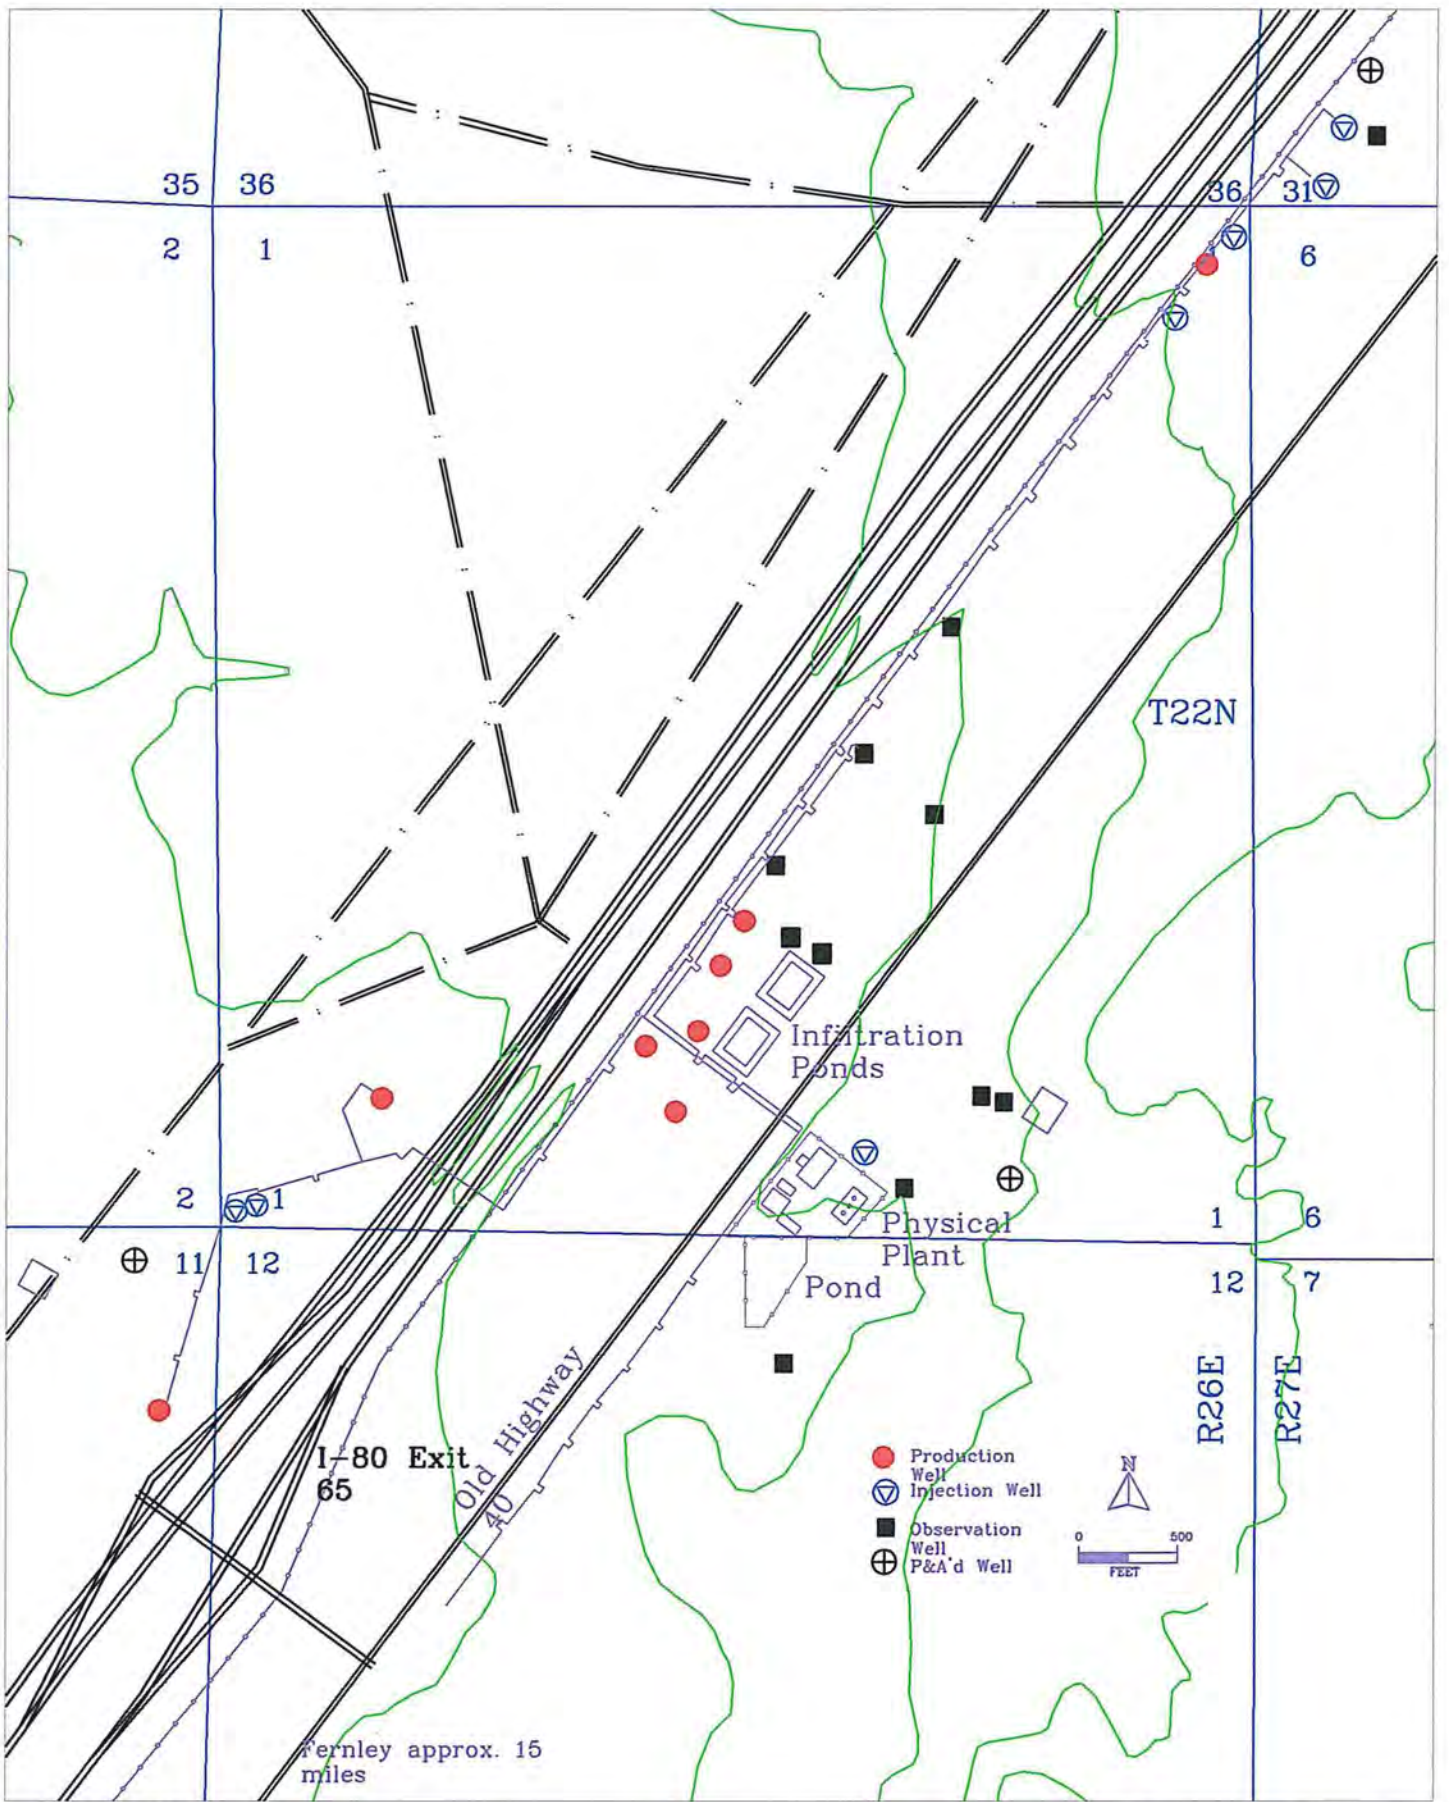 35 36
36 31
2 1
6
T22N
Infiltration
Ponds
2 1
1 6
Physical
Plant
11 12
12 7
Pond
R26E
R27E
Old Highway
40
I-80 Exit
65
Production
Well
Injection Well
Observation
Well
P&A'd Well
N
0 500
FEET
Fernley approx. 15
miles